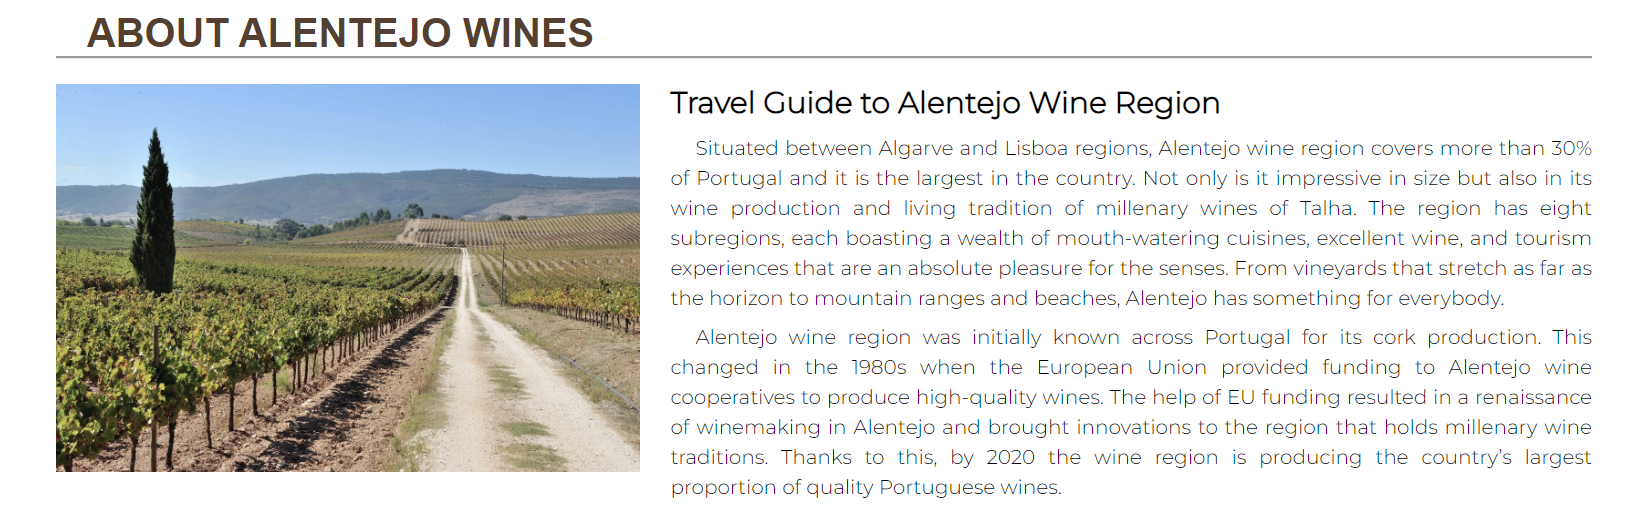 ABOUT ALENTEJO WINES
Travel Guide to Alentejo Wine Region
Situated between Algarve and Lisboa regions, Alentejo wine region covers more than 30%
of Portugal and it is the largest in the country. Not only is it impressive in size but also in its
wine production and living tradition of millenary wines of Talha. The region has eight
subregions, each boasting a wealth of mouth-watering cuisines, excellent wine, and tourism
experiences that are an absolute pleasure for the senses. From vineyards that stretch as far as
the horizon to mountain ranges and beaches, Alentejo has something for everybody.
Alentejo wine region was initially known across Portugal for its cork production. This
changed in the 1980s when the European Union provided funding to Alentejo wine
cooperatives to produce high-quality wines. The help of EU funding resulted in a renaissance
of winemaking in Alentejo and brought innovations to the region that holds millenary wine
traditions. Thanks to this, by 2020 the wine region is producing the country’s largest
proportion of quality Portuguese wines.